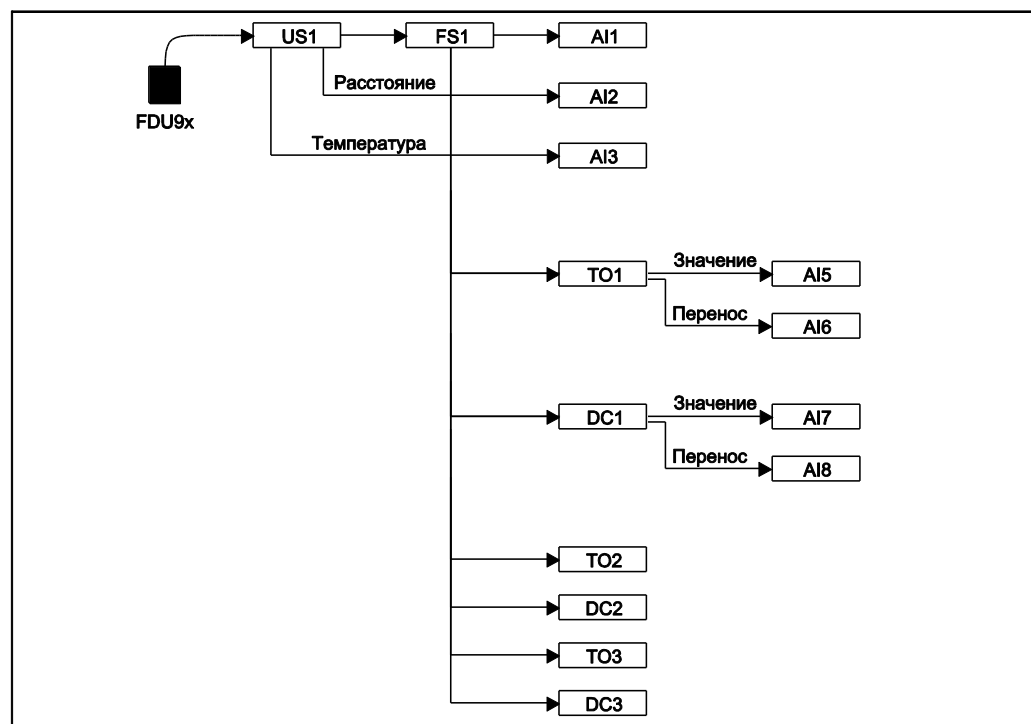 US1 FS1 AI1
Расстояние AI2
FDU9x
Температура AI3
TO1 Значение AI5
Перенос AI6
DC1 Значение AI7
Перенос AI8
TO2
DC2
TO3
DC3